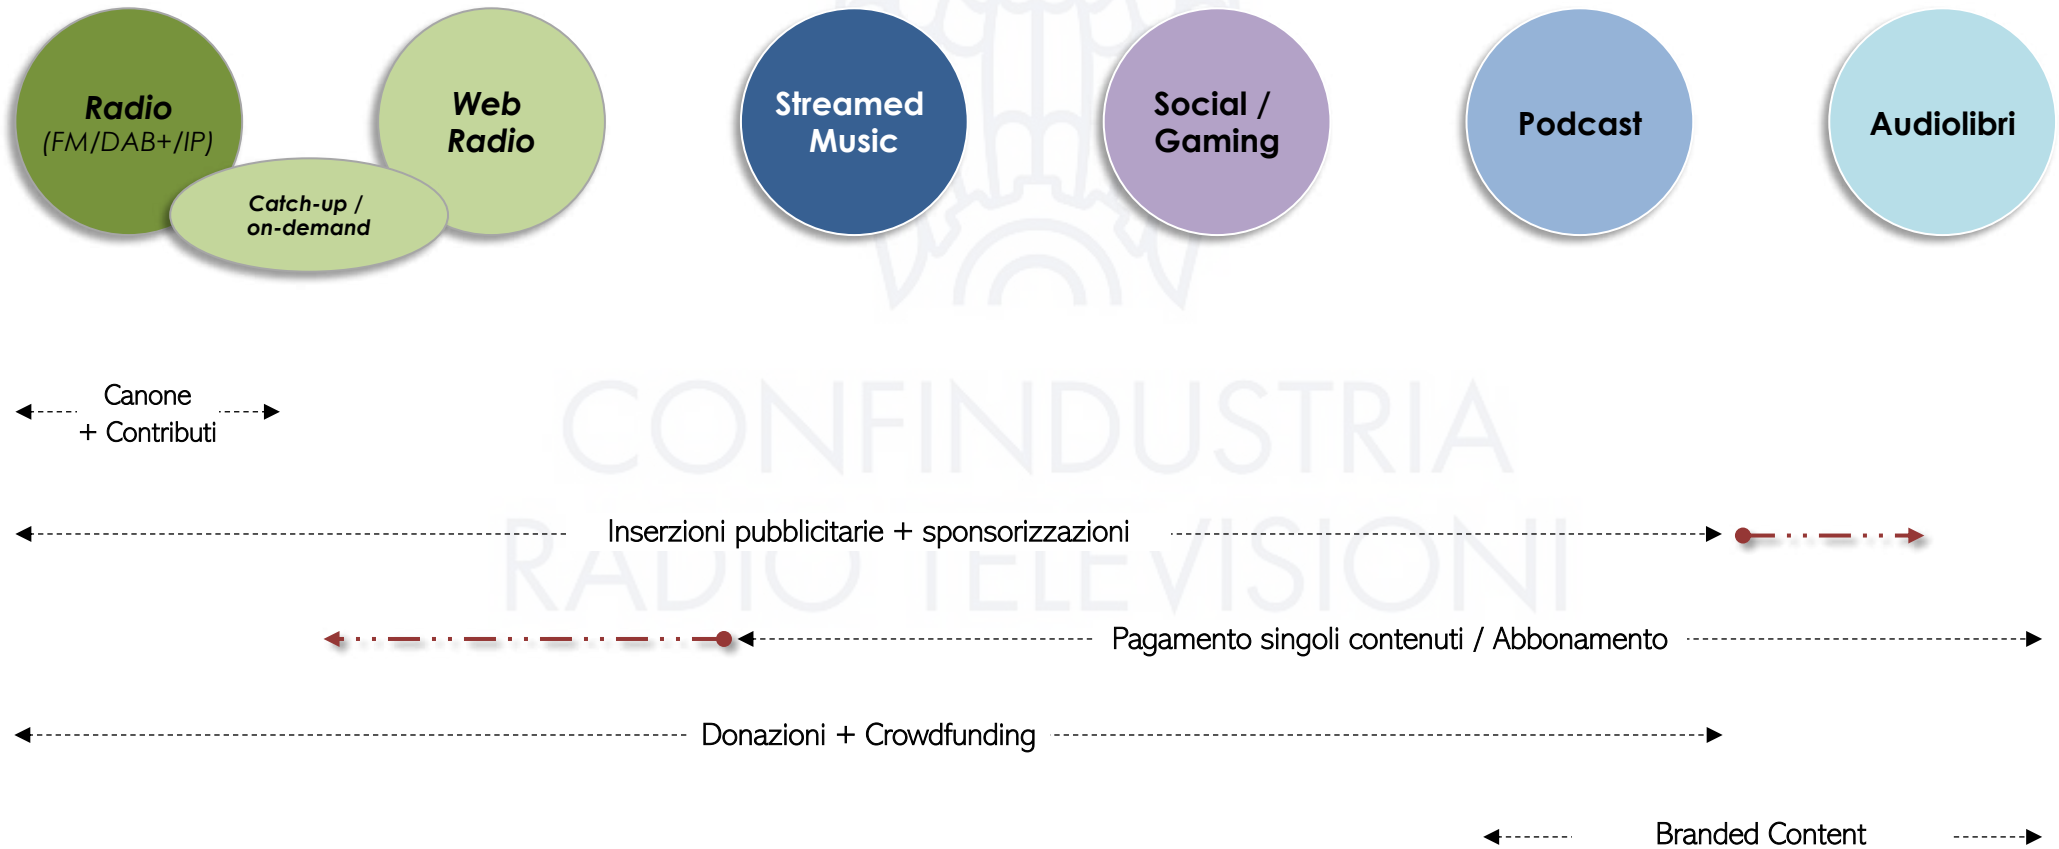 Radio
(FM/DAB+/IP)
Web
Radio
Streamed
Music
Social /
Gaming
Podcast
Audiolibri
Catch-up /
on-demand
Canone
+ Contributi
CONFINDUSTRIA
Inserzioni pubblicitarie + sponsorizzazioni
RADIO TELEVISIONI
Pagamento singoli contenuti / Abbonamento
Donazioni + Crowdfunding
Branded Content